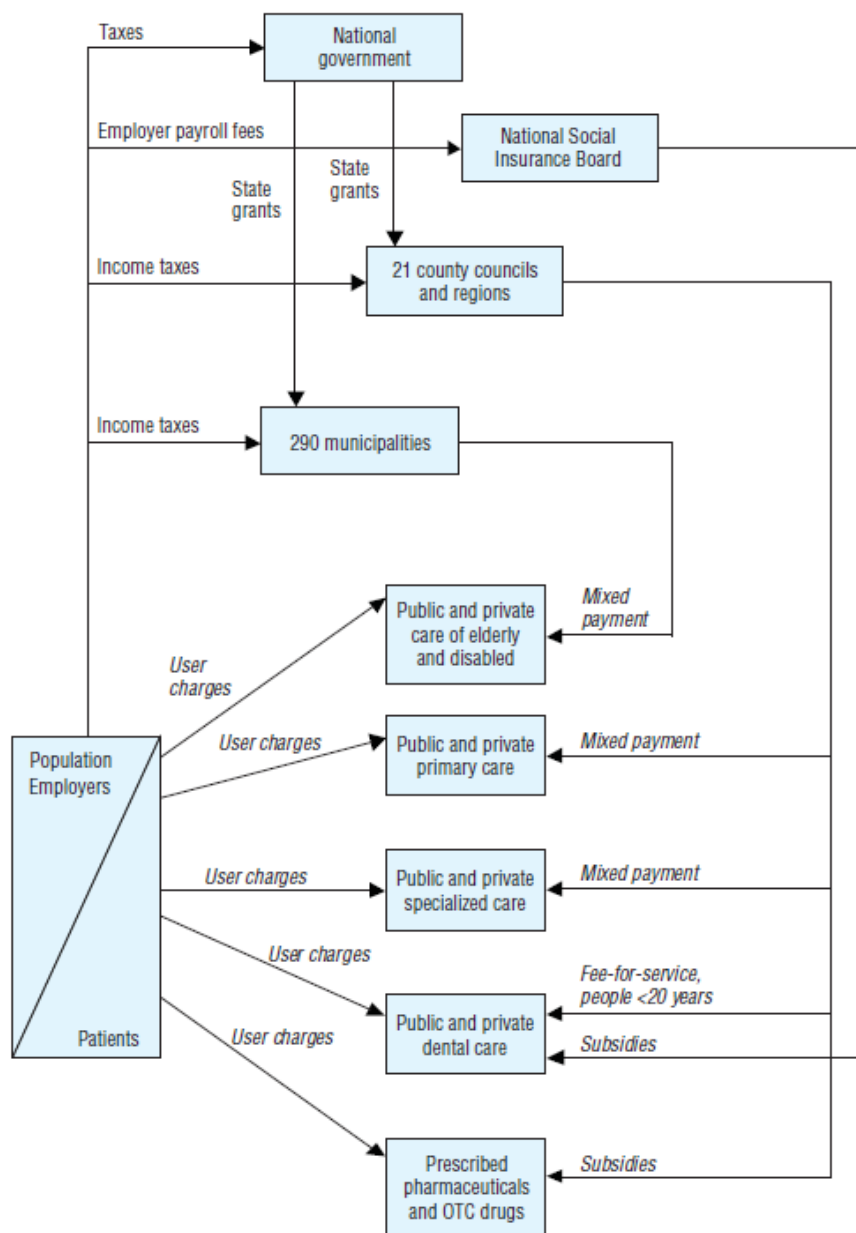 Taxes
National
government
Employer payroll fees
National Social
Insurance Board
State
grants
State
grants
Income taxes
21 county councils
and regions
Income taxes
290 municipalities
Public and private
care of elderly
and disabled
Mixed
payment
User
charges
User charges
Public and private
primary care
Mixed payment
Population
Employers
User charges
Public and private
specialized care
Mixed payment
User charges
Fee-for-service,
people <20 years
Public and private
dental care
Subsidies
Patients
User charges
Prescribed
pharmaceuticals
and OTC drugs
Subsidies